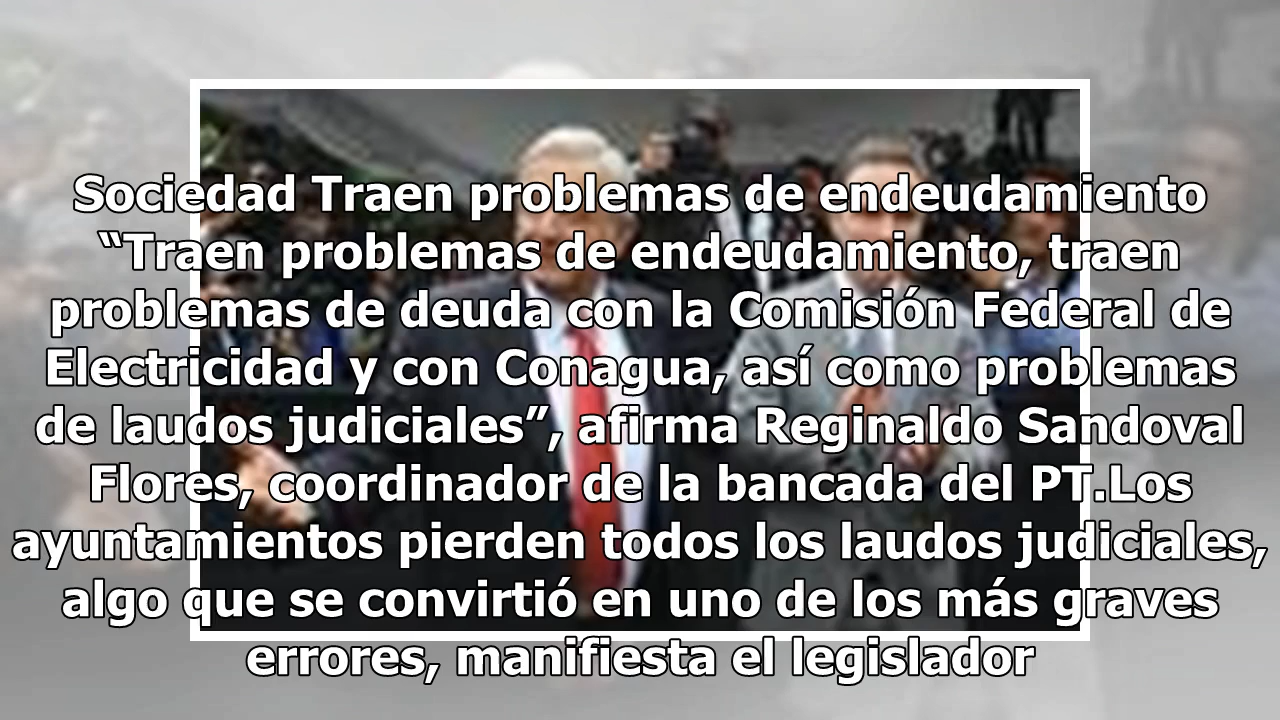 Sociedad Traen problemas de endeudamiento
“Traen problemas de endeudamiento, traen
problemas de deuda con la Comisión Federal de
Electricidad y con Conagua, así como problemas
de laudos judiciales”, afirma Reginaldo Sandoval
Flores, coordinador de la bancada del PT.Los
ayuntamientos pierden todos los laudos judiciales,
algo que se convirtió en uno de los más graves
errores, manifiesta el legislador